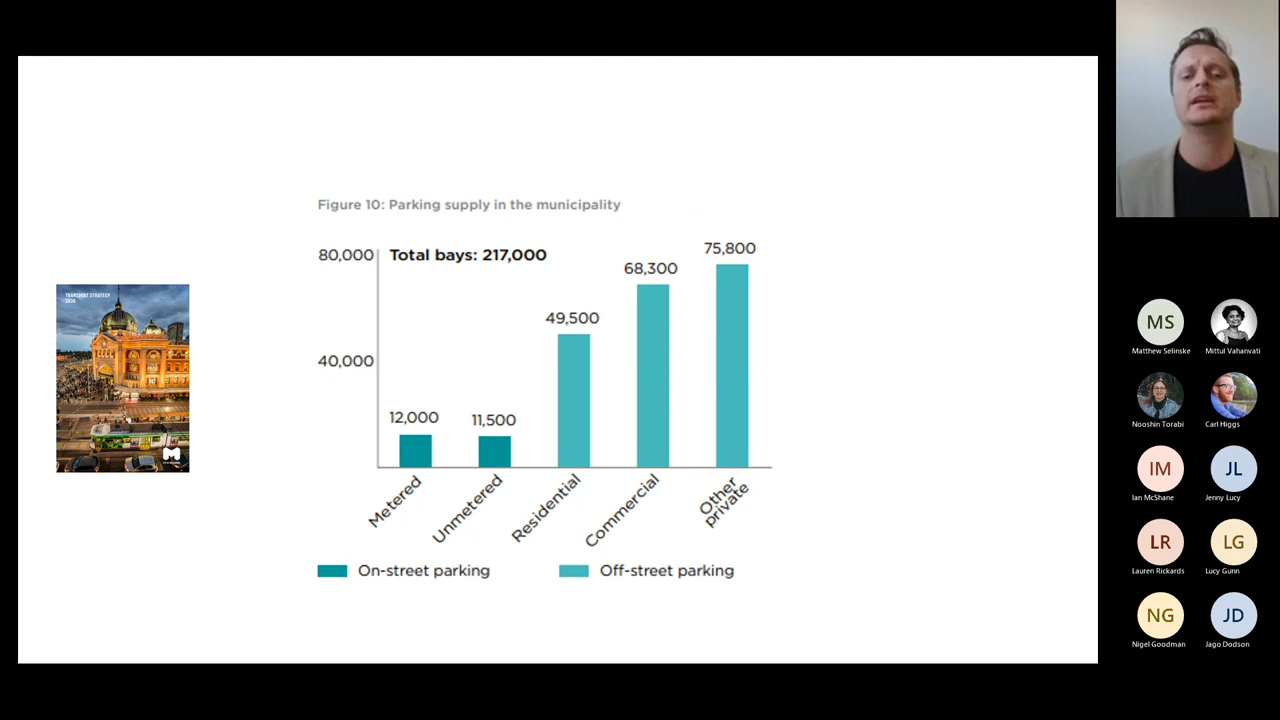 Figure 10: Parking supply in the municipality
80,000
Total bays: 217,000
75,800
68,300
49,500
40,000
12,000
11,500
Metered
Unmetered
Residential
Commercial
Other
private
On-street parking
Off-street parking
TRANSPORT STRATEGY
2030
MS
Matthew Selinske
Mittul Vahanvati
Nooshin Torabi
Carl Higgs
IM
JL
Ian McShane
Jenny Lucy
LR
LG
Lauren Rickards
Lucy Gunn
NG
JD
Nigel Goodman
Jago Dodson